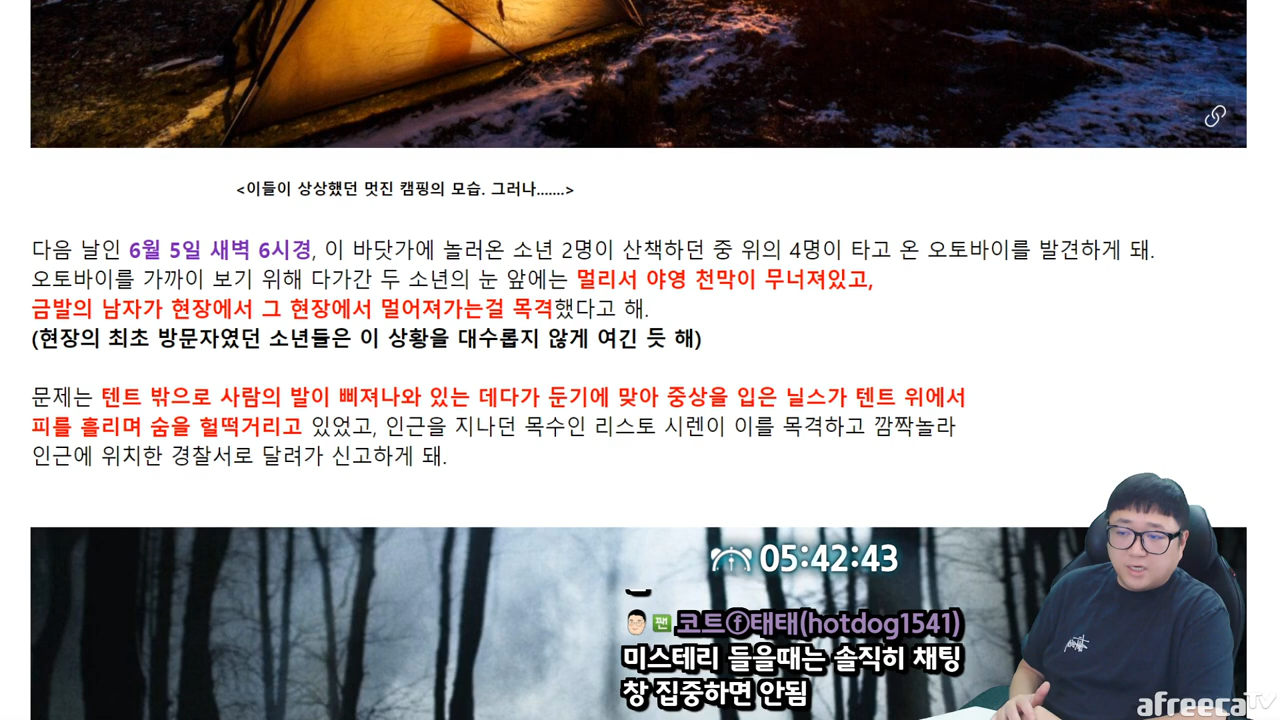 <이들이 상상했던 멋진 캠핑의 모습. 그러나.......>
다음 날인 6월 5일 새벽 6시경, 이 바닷가에 놀러온 소년 2명이 산책하던 중 위의 4명이 타고 온 오토바이를 발견하게 돼.
오토바이를 가까이 보기 위해 다가간 두 소년의 눈 앞에는 멀리서 야영 천막이 무너져있고,
금발의 남자가 현장에서 그 현장에서 멀어져가는걸 목격했다고 해.
(현장의 최초 방문자였던 소년들은 이 상황을 대수롭지 않게 여긴 듯 해)
문제는 텐트 밖으로 사람의 발이 삐져나와 있는 데다가 둔기에 맞아 중상을 입은 닐스가 텐트 위에서
피를 흘리며 숨을 헐떡거리고 있었고, 인근을 지나던 목수인 리스토 시렌이 이를 목격하고 깜짝놀라
인근에 위치한 경찰서로 달려가 신고하게 돼.
05:42:43
팬 코트ⓕ태태(hotdog1541)
미스테리 들을때는 솔직히 채팅
창 집중하면 안됨
afreecaTV